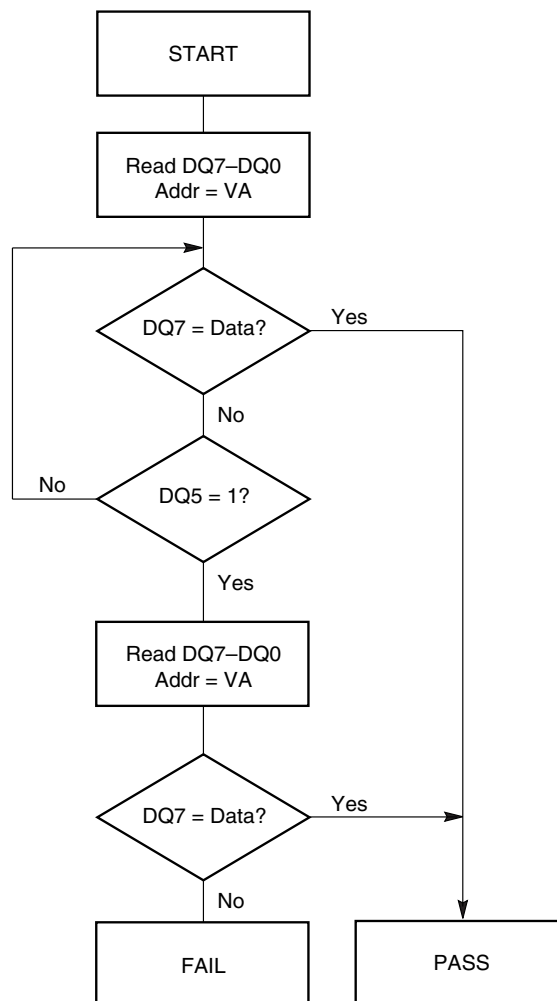 START
Read DQ7–DQ0
Addr = VA
DQ7 = Data?
Yes
No
No
DQ5 = 1?
Yes
Read DQ7–DQ0
Addr = VA
DQ7 = Data?
Yes
No
FAIL
PASS